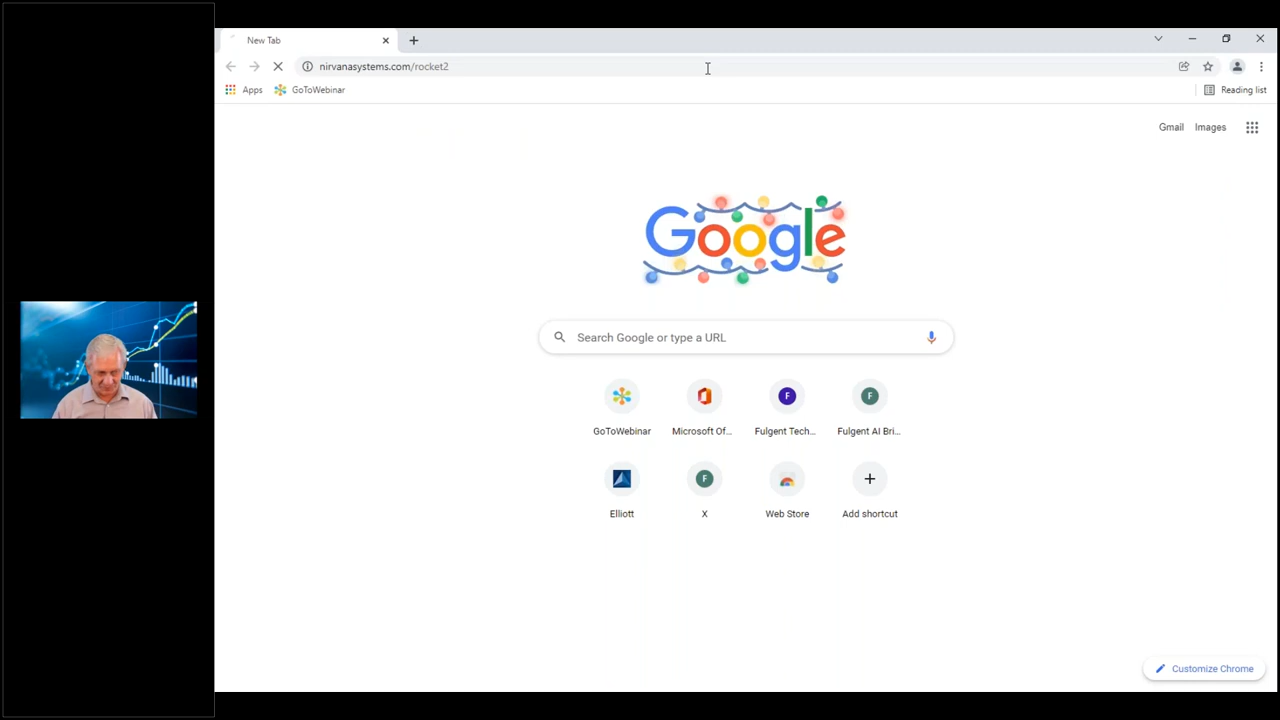 New Tab
nirvanasystems.com/rocket2
Apps GoToWebinar Reading list
Gmail Images
Google
Search Google or type a URL
F F
GoToWebinar Microsoft Of... Fulgent Tech... Fulgent AI Bri...
F
Elliott X Web Store Add shortcut
Customize Chrome